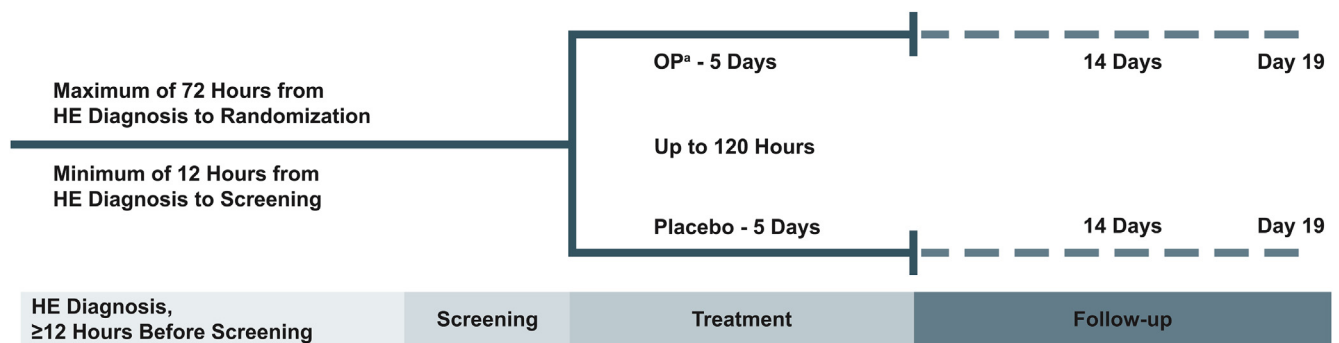 Maximum of 72 Hours from
HE Diagnosis to Randomization
Minimum of 12 Hours from
HE Diagnosis to Screening
OPᵃ - 5 Days
14 Days
Day 19
Up to 120 Hours
Placebo - 5 Days
14 Days
Day 19
HE Diagnosis,
≥12 Hours Before Screening
Screening
Treatment
Follow-up